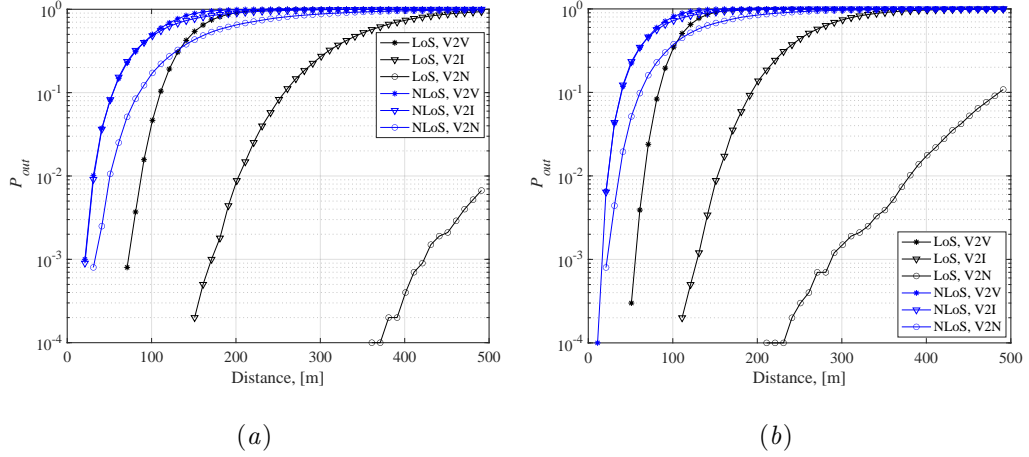 10^0
10^-1
10^-2
10^-3
10^-4
P_out
0 100 200 300 400 500
Distance, [m]
LoS, V2V
LoS, V2I
LoS, V2N
NLoS, V2V
NLoS, V2I
NLoS, V2N
(a)
10^0
10^-1
10^-2
10^-3
10^-4
P_out
0 100 200 300 400 500
Distance, [m]
LoS, V2V
LoS, V2I
LoS, V2N
NLoS, V2V
NLoS, V2I
NLoS, V2N
(b)